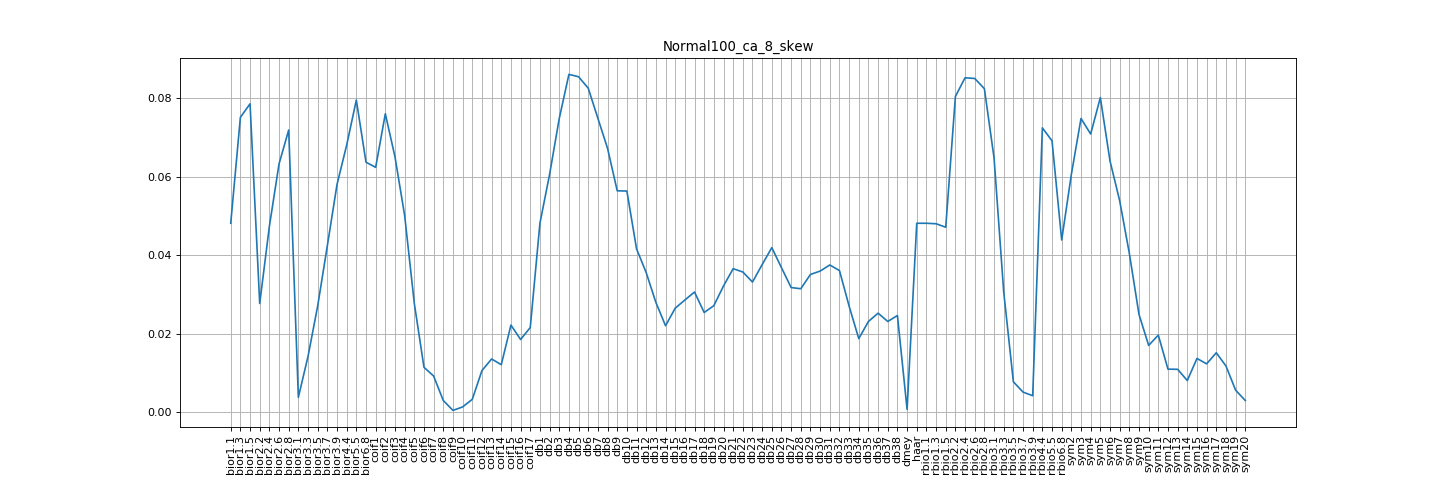 Normal100_ca_8_skew
0.08
0.06
0.04
0.02
0.00
bior1.1
bior1.3
bior1.5
bior2.2
bior2.4
bior2.6
bior2.8
bior3.1
bior3.3
bior3.5
bior3.7
bior3.9
bior4.4
bior5.5
bior6.8
coif1
coif2
coif3
coif4
coif5
coif6
coif7
coif8
coif9
coif10
coif11
coif12
coif13
coif14
coif15
coif16
coif17
db1
db2
db3
db4
db5
db6
db7
db8
db9
db10
db11
db12
db13
db14
db15
db16
db17
db18
db19
db20
db21
db22
db23
db24
db25
db26
db27
db28
db29
db30
db31
db32
db33
db34
db35
db36
db37
db38
dmey
haar
rbio1.1
rbio1.3
rbio1.5
rbio2.2
rbio2.4
rbio2.6
rbio2.8
rbio3.1
rbio3.3
rbio3.5
rbio3.7
rbio3.9
rbio4.4
rbio5.5
rbio6.8
sym2
sym3
sym4
sym5
sym6
sym7
sym8
sym9
sym10
sym11
sym12
sym13
sym14
sym15
sym16
sym17
sym18
sym19
sym20